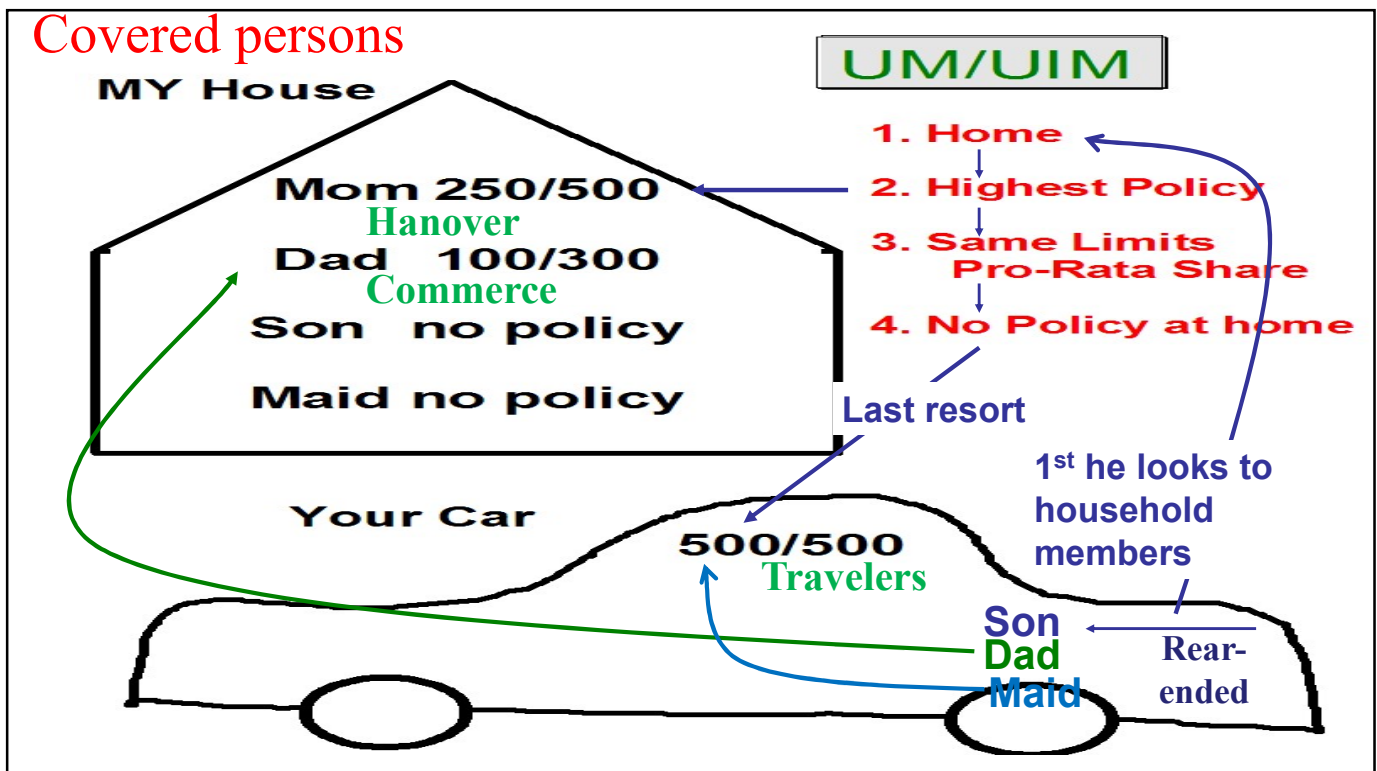 Covered persons
MY House
UM/UIM
1. Home
2. Highest Policy
3. Same Limits
Pro-Rata Share
4. No Policy at home
Mom 250/500
Hanover
Dad 100/300
Commerce
Son no policy
Maid no policy
Last resort
1st he looks to
household
members
Your Car
500/500
Travelers
Son
Dad
Maid
Rear-
ended